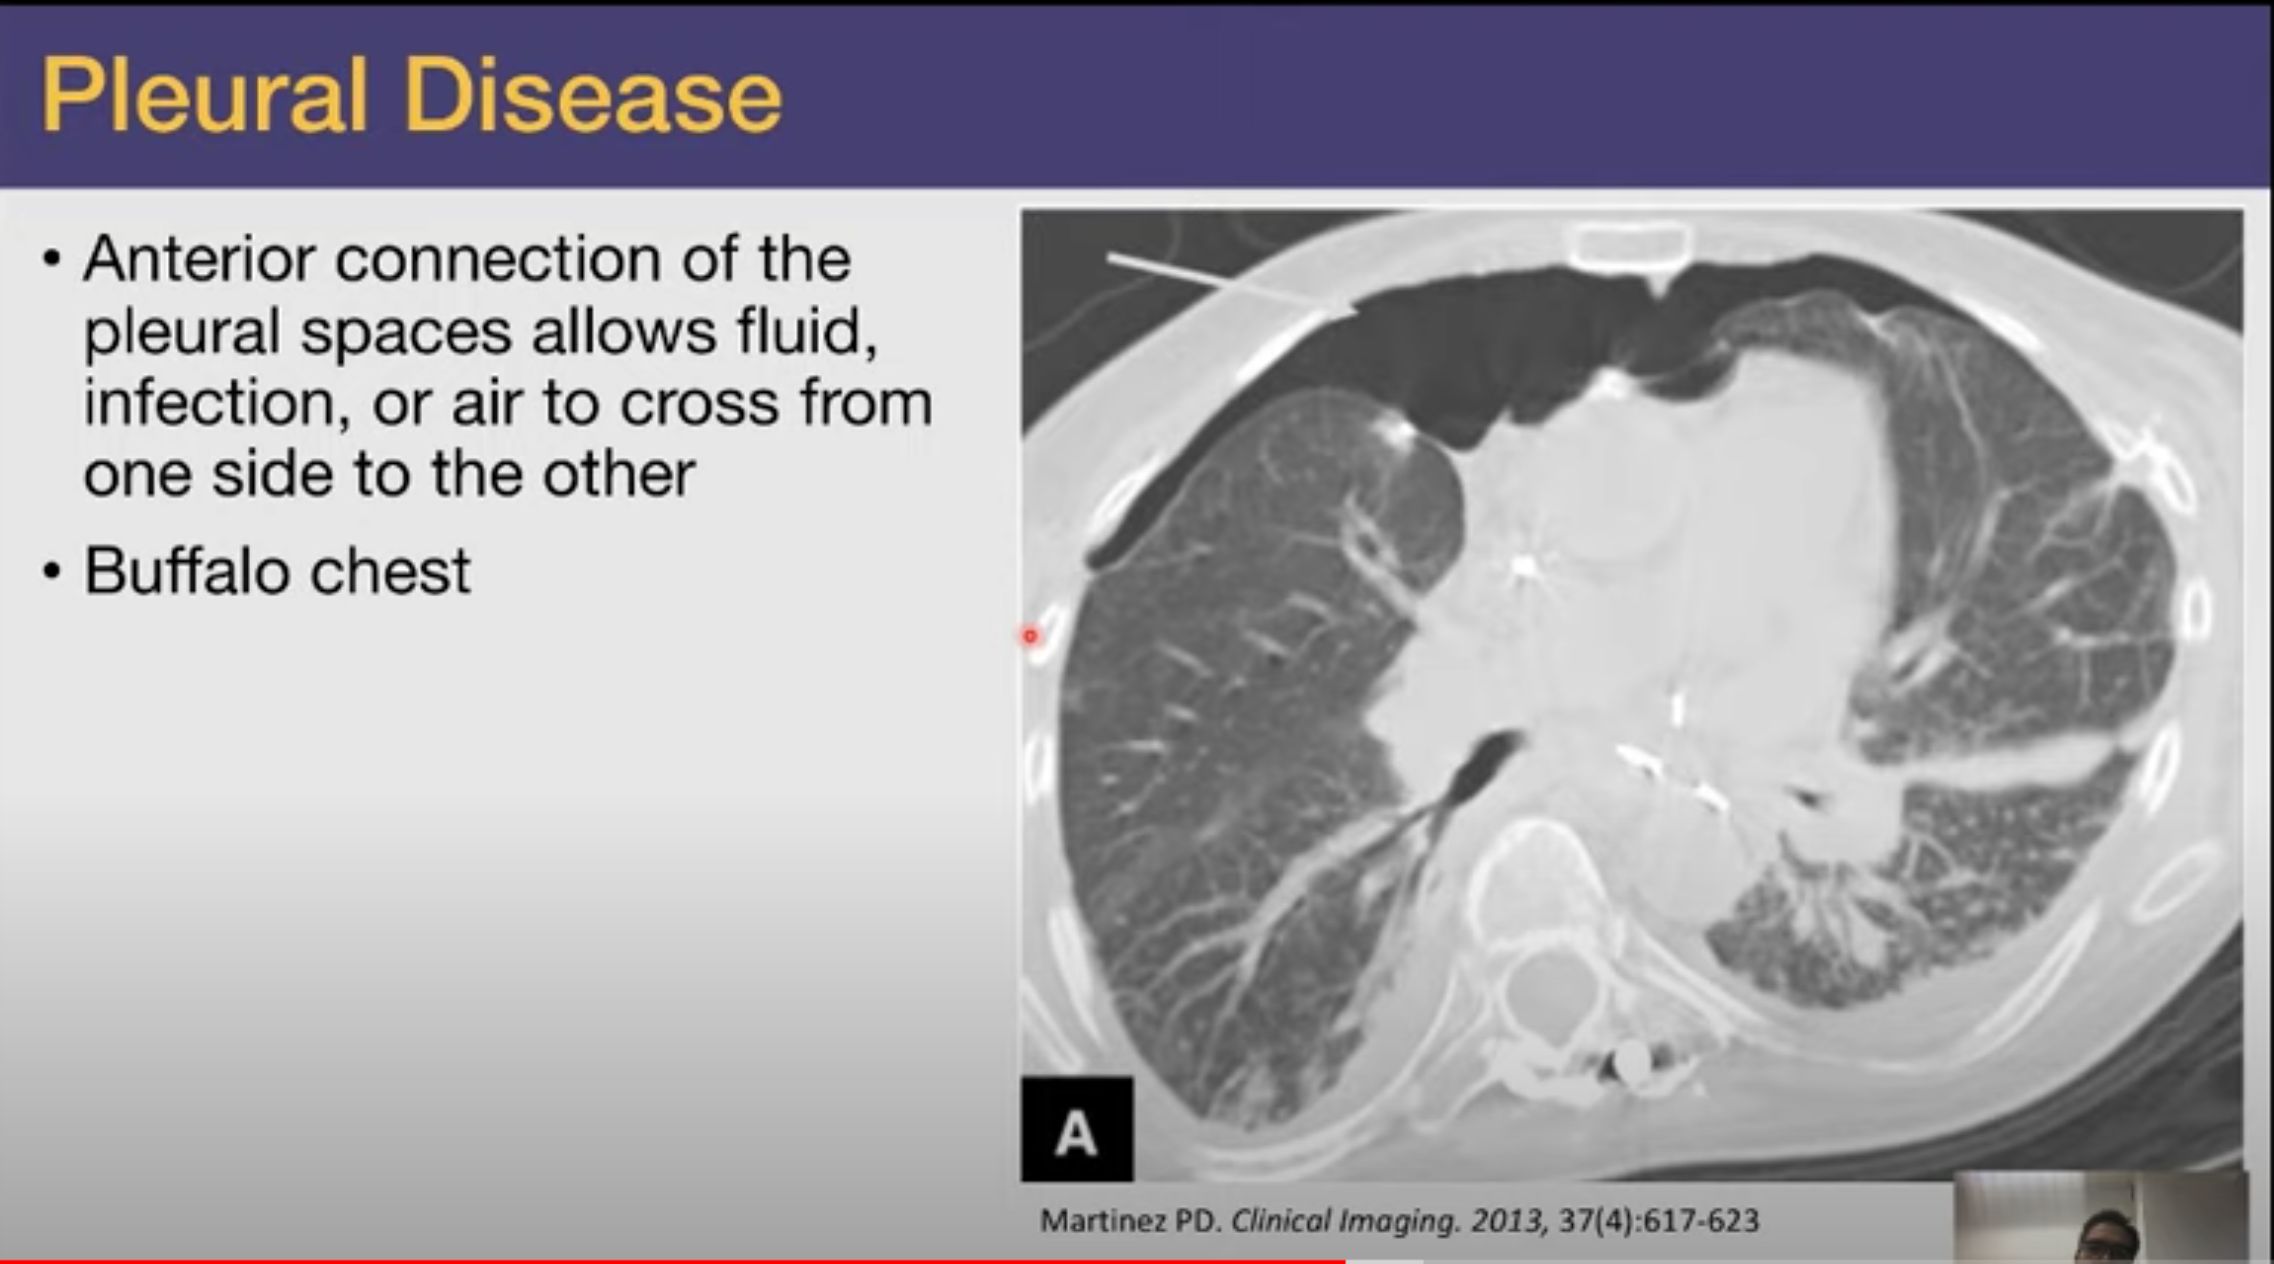 Pleural Disease
• Anterior connection of the
pleural spaces allows fluid,
infection, or air to cross from
one side to the other
• Buffalo chest
A
Martinez PD. Clinical Imaging. 2013, 37(4):617-623